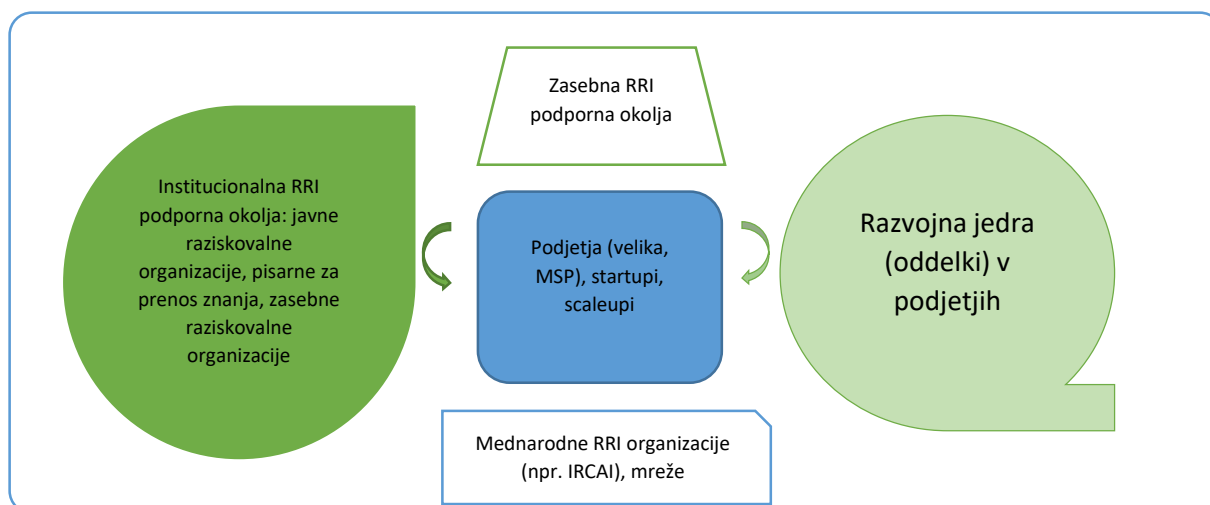 Zasebna RRI
podporna okolja
Institucionalna RRI
podporna okolja: javne
raziskovalne
organizacije, pisarne za
prenos znanja, zasebne
raziskovalne
organizacije
Podjetja (velika,
MSP), startupi,
scaleupi
Razvojna jedra
(oddelki) v
podjetjih
Mednarodne RRI organizacije
(npr. IRCAI), mreže